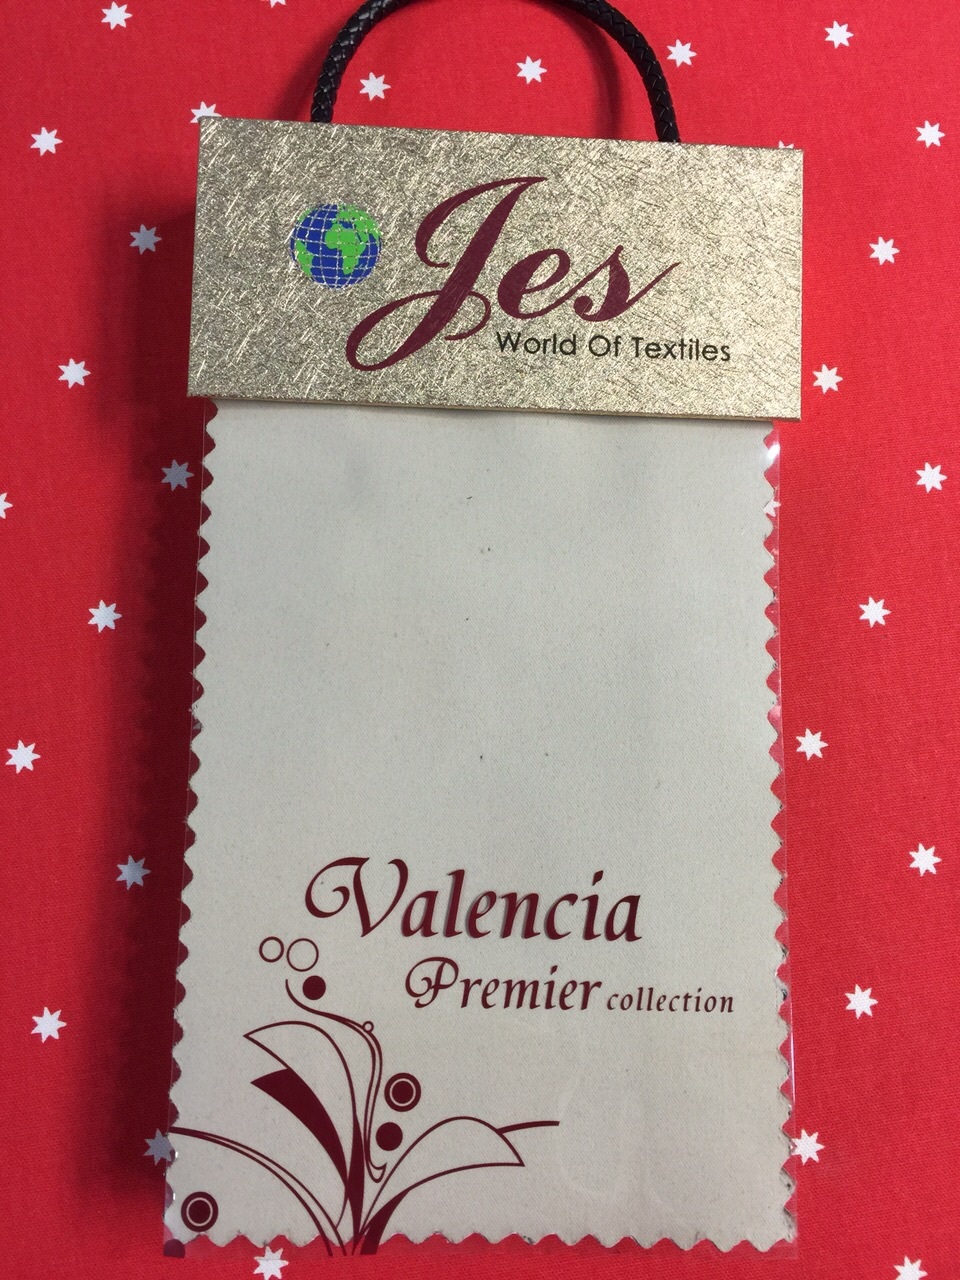 Jes
World Of Textiles
Valencia
Premier collection